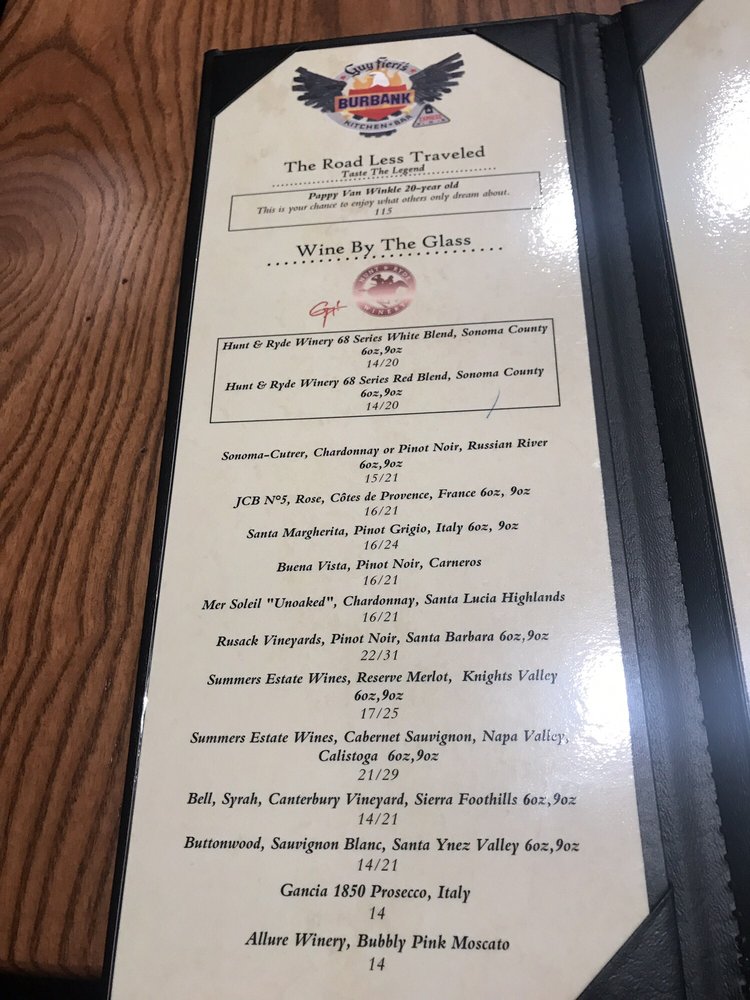 Guy Fieri's
BURBANK
KITCHEN + BAR
The Road Less Traveled
Taste The Legend
Pappy Van Winkle 20-year old
This is your chance to enjoy what others only dream about.
115
Wine By The Glass
HUNT & RYDE
WINERY
Hunt & Ryde Winery 68 Series White Blend, Sonoma County
6oz,9oz
14/20
Hunt & Ryde Winery 68 Series Red Blend, Sonoma County
6oz,9oz
14/20
Sonoma-Cutrer, Chardonnay or Pinot Noir, Russian River
6oz,9oz
15/21
JCB Nº5, Rose, Côtes de Provence, France 6oz, 9oz
16/21
Santa Margherita, Pinot Grigio, Italy 6oz, 9oz
16/24
Buena Vista, Pinot Noir, Carneros
16/21
Mer Soleil "Unoaked", Chardonnay, Santa Lucia Highlands
16/21
Rusack Vineyards, Pinot Noir, Santa Barbara 6oz,9oz
22/31
Summers Estate Wines, Reserve Merlot, Knights Valley
6oz,9oz
17/25
Summers Estate Wines, Cabernet Sauvignon, Napa Valley,
Calistoga 6oz,9oz
21/29
Bell, Syrah, Canterbury Vineyard, Sierra Foothills 6oz,9oz
14/21
Buttonwood, Sauvignon Blanc, Santa Ynez Valley 6oz,9oz
14/21
Gancia 1850 Prosecco, Italy
14
Allure Winery, Bubbly Pink Moscato
14